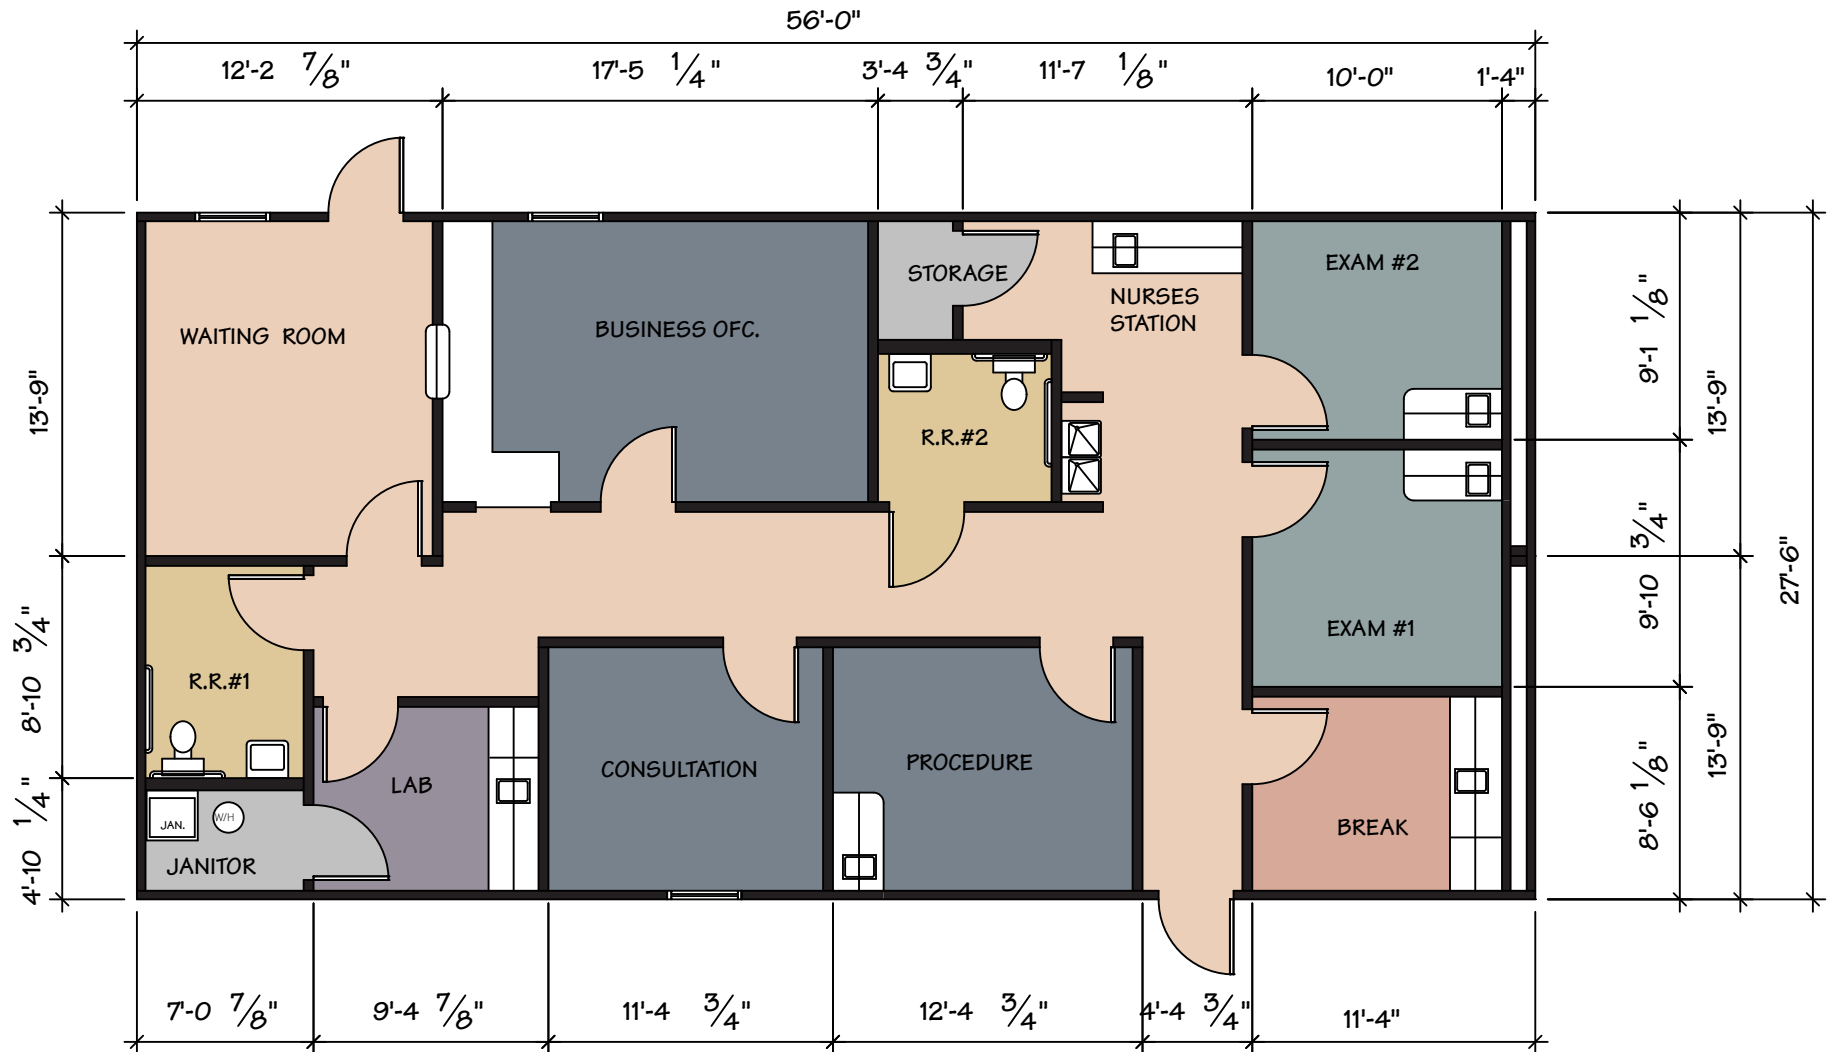 56'-0"
12'-2 7/8"
17'-5 1/4"
3'-4 3/4"
11'-7 1/8"
10'-0"
1'-4"
WAITING ROOM
BUSINESS OFC.
STORAGE
NURSES
STATION
EXAM #2
R.R.#2
EXAM #1
R.R.#1
LAB
CONSULTATION
PROCEDURE
BREAK
JAN.
W/H
JANITOR
13'-9"
8'-10 3/4"
4'-10 1/4"
9'-1 1/8"
9'-10 3/4"
8'-6 1/8"
13'-9"
13'-9"
27'-6"
7'-0 7/8"
9'-4 7/8"
11'-4 3/4"
12'-4 3/4"
4'-4 3/4"
11'-4"